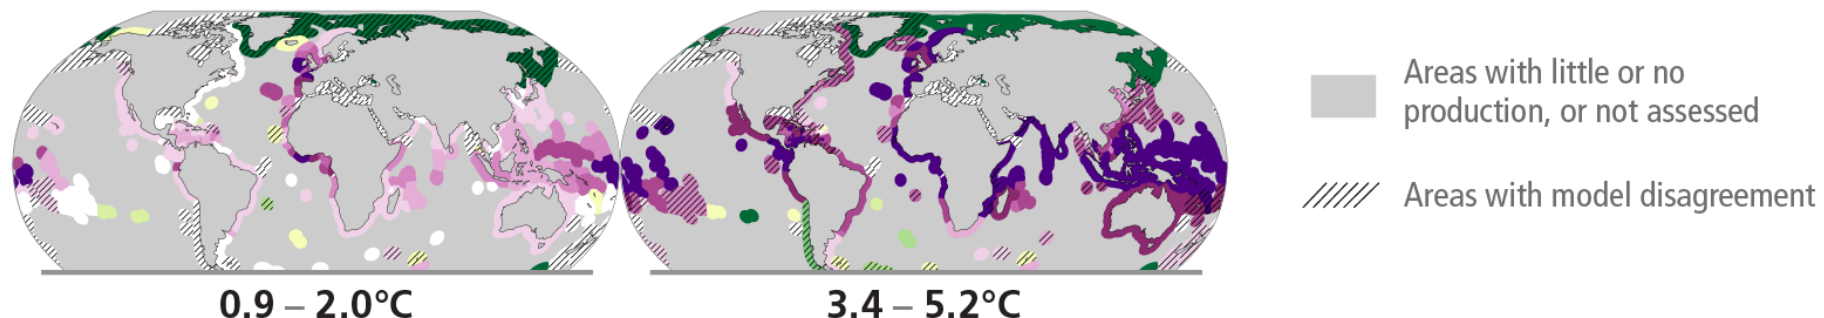 Areas with little or no
production, or not assessed
Areas with model disagreement
0.9 – 2.0°C
3.4 – 5.2°C